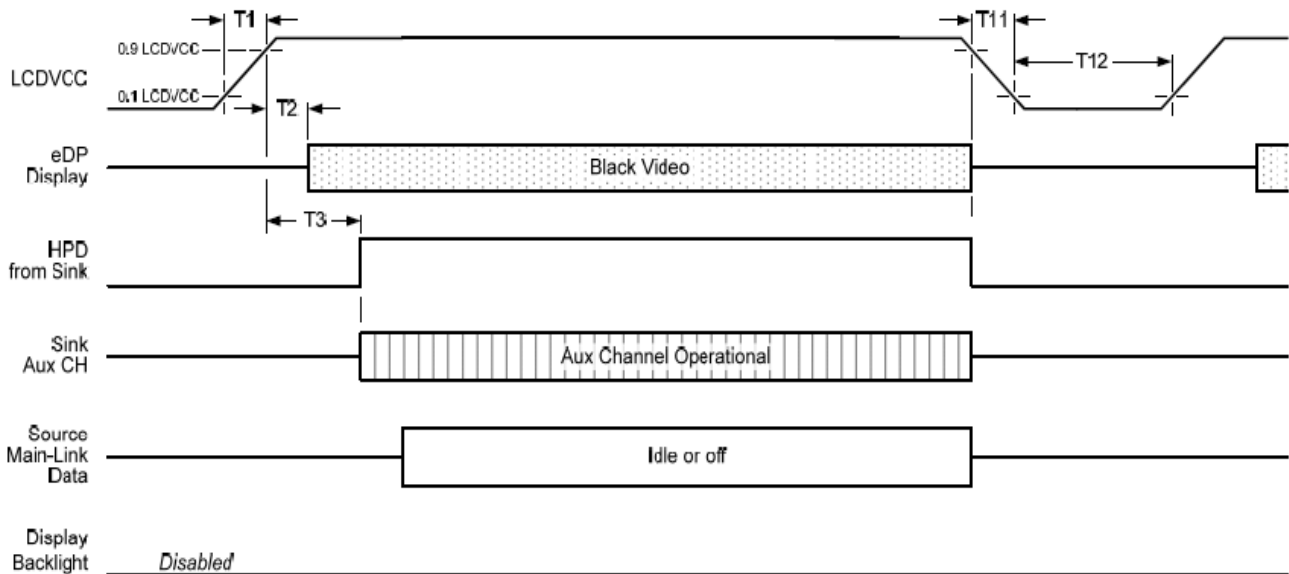 T1
T11
0.9 LCDVCC
LCDVCC
T12
0.1 LCDVCC
T2
eDP
Display
Black Video
T3
HPD
from Sink
Sink
Aux CH
Aux Channel Operational
Source
Main-Link
Data
Idle or off
Display
Backlight
Disabled